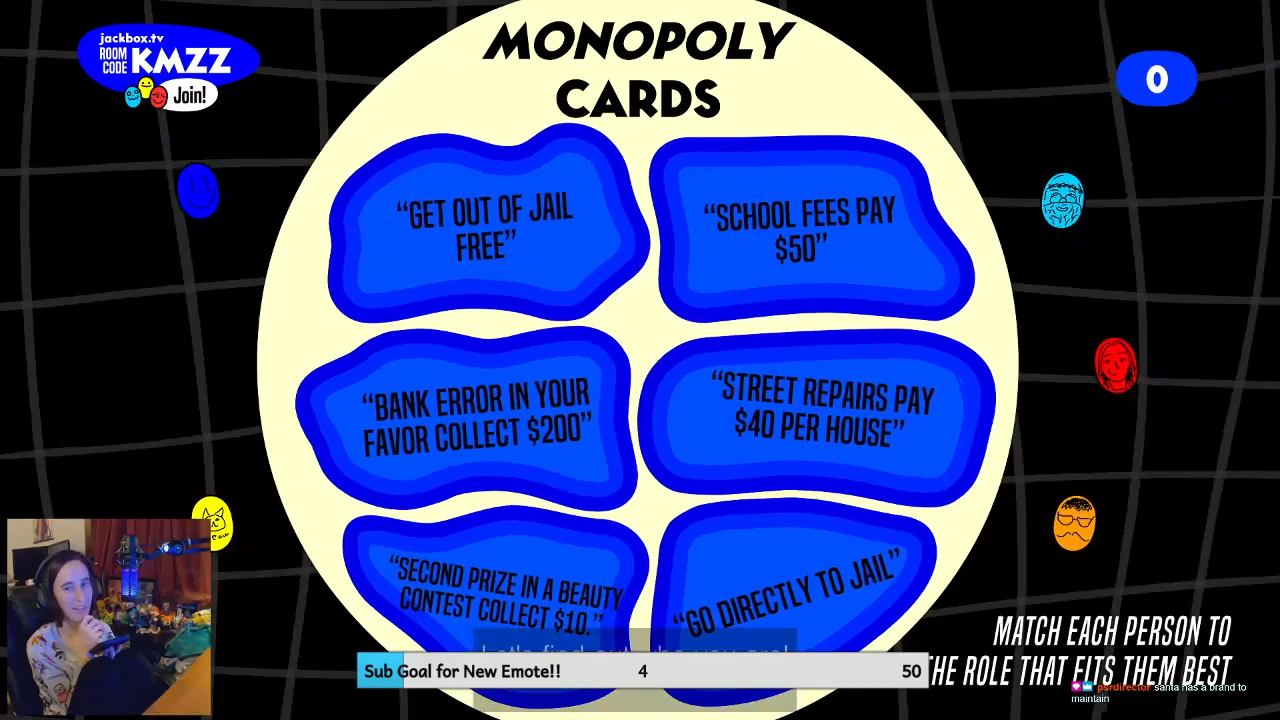 jackbox.tv
ROOM
CODE
KMZZ
Join!
MONOPOLY
CARDS
0
“GET OUT OF JAIL
FREE”
“SCHOOL FEES PAY
$50”
“BANK ERROR IN YOUR
FAVOR COLLECT $200”
“STREET REPAIRS PAY
$40 PER HOUSE”
“SECOND PRIZE IN A BEAUTY
CONTEST COLLECT $10.”
“GO DIRECTLY TO JAIL”
MATCH EACH PERSON TO
THE ROLE THAT FITS THEM BEST
Sub Goal for New Emote!! 4 50
psrdirector santa has a brand to
maintain